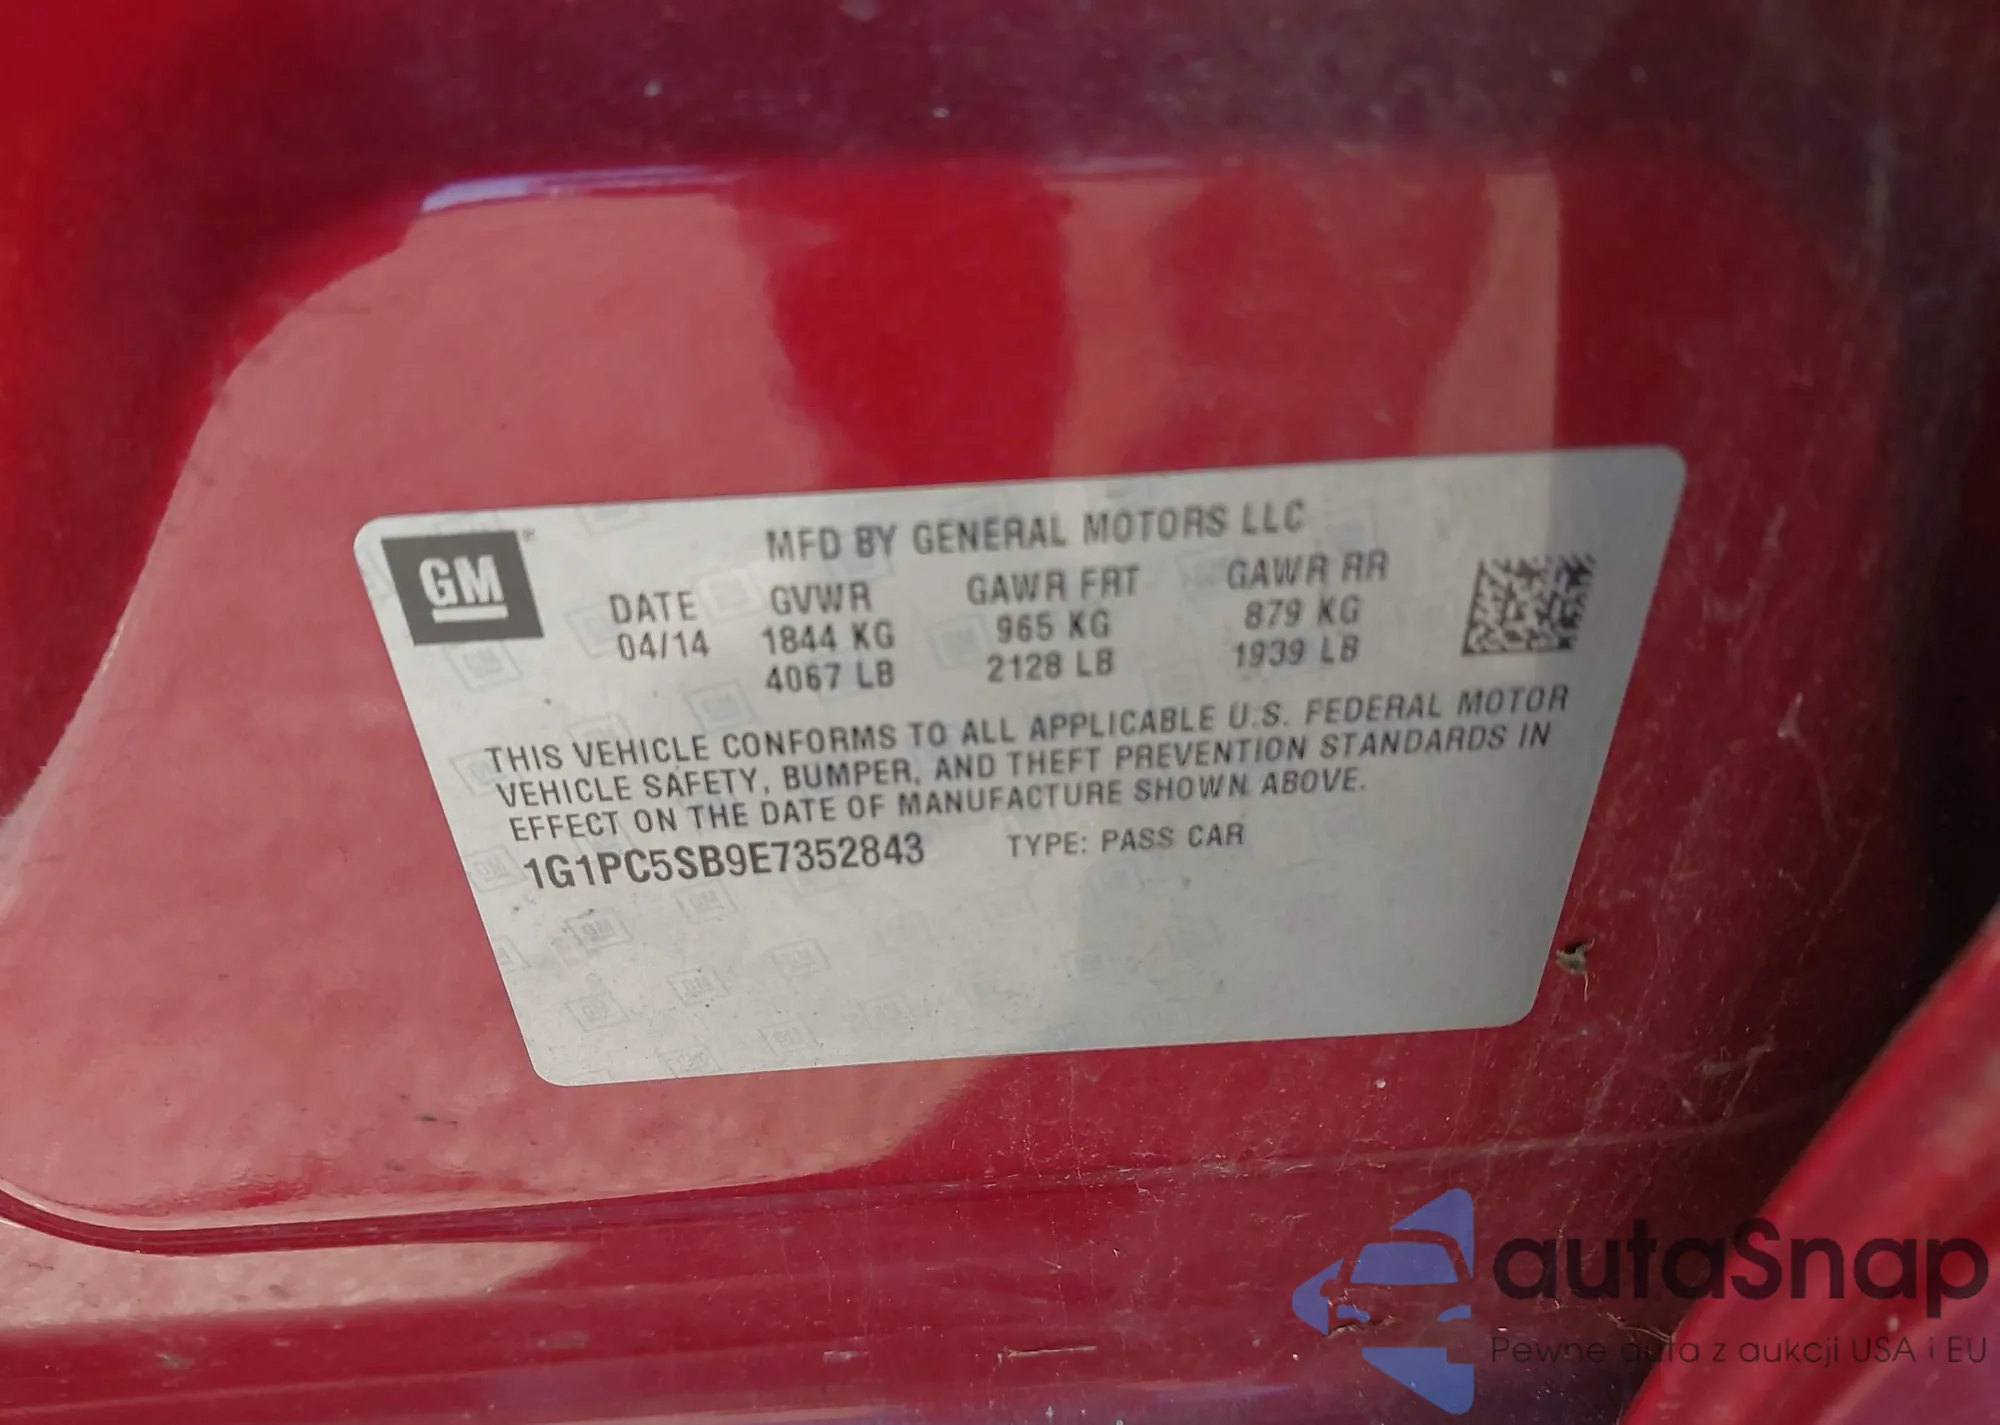 GM
MFD BY GENERAL MOTORS LLC
DATE GVWR GAWR FRT GAWR RR
04/14 1844 KG 965 KG 879 KG
4067 LB 2128 LB 1939 LB
THIS VEHICLE CONFORMS TO ALL APPLICABLE U.S. FEDERAL MOTOR
VEHICLE SAFETY, BUMPER, AND THEFT PREVENTION STANDARDS IN
EFFECT ON THE DATE OF MANUFACTURE SHOWN ABOVE.
1G1PC5SB9E7352843 TYPE: PASS CAR
autaSnap
Pewne auta z aukcji USA i EU